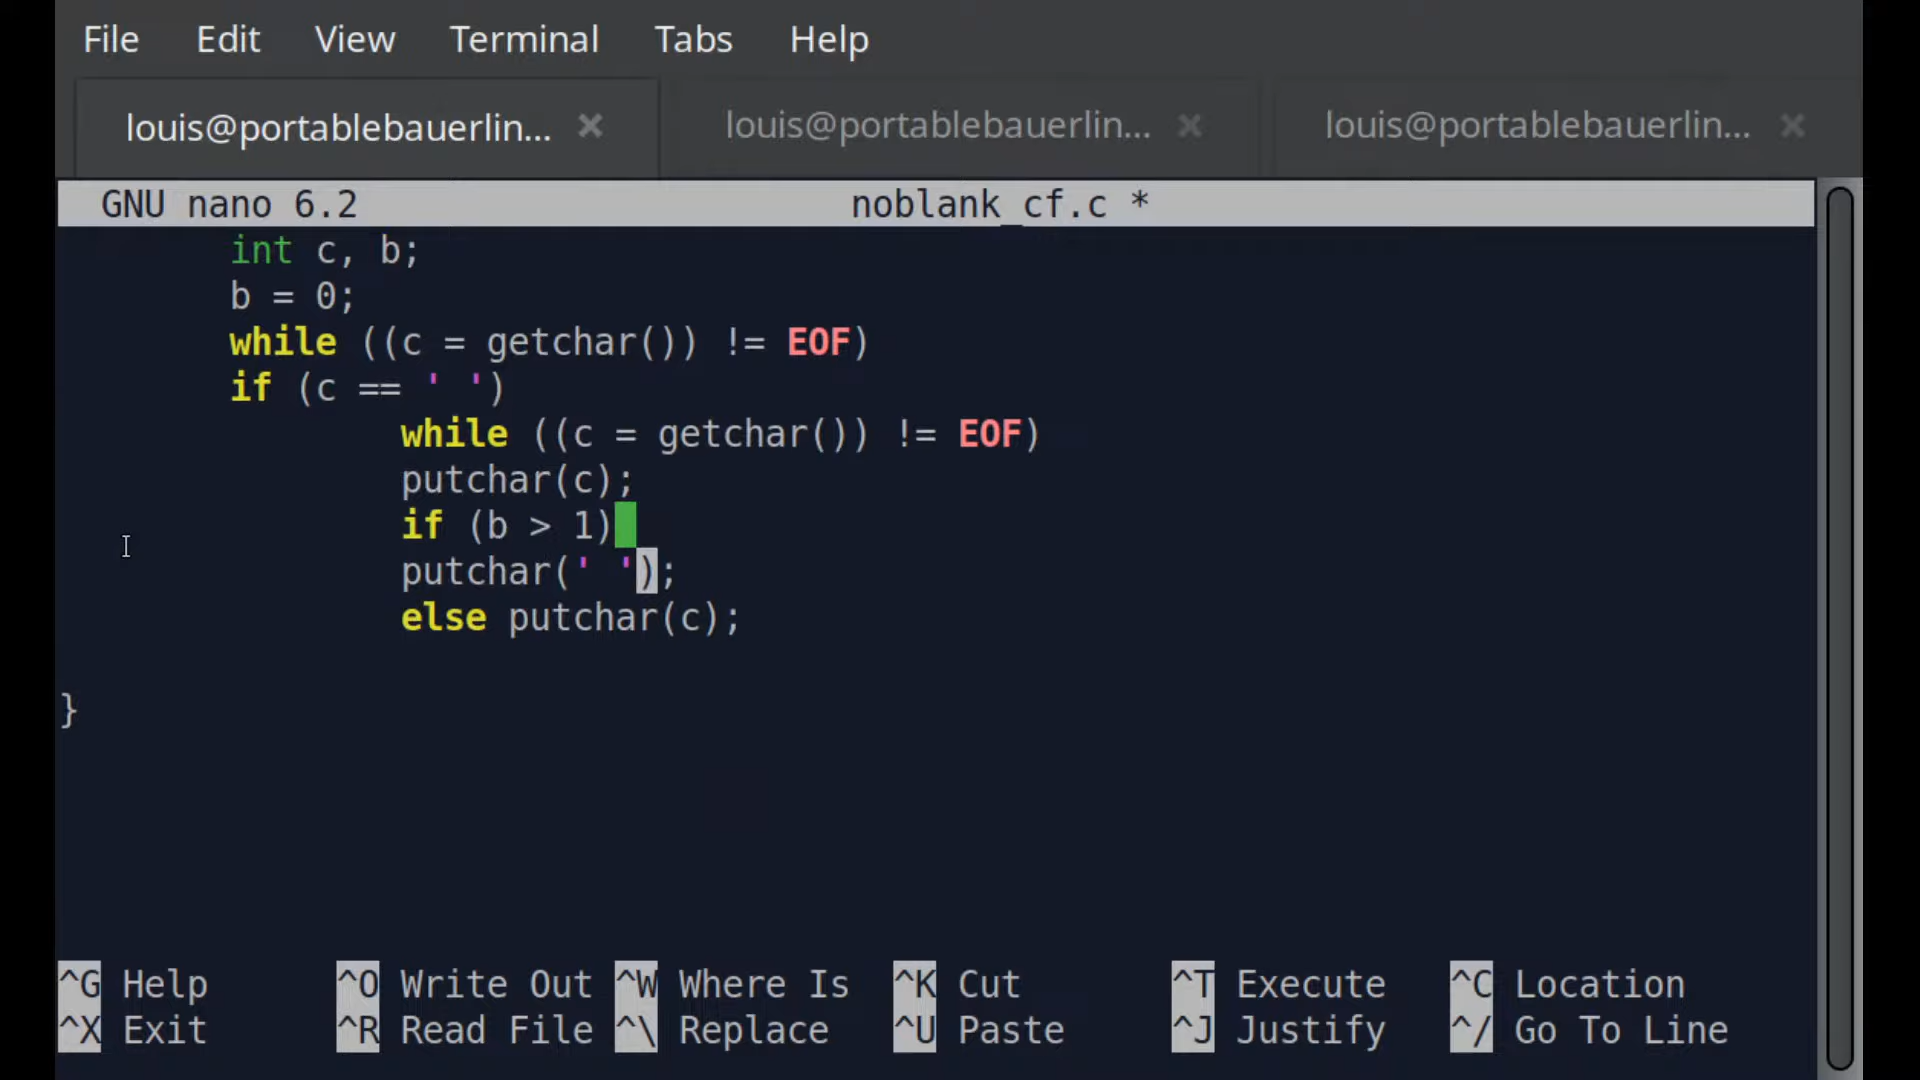 File Edit View Terminal Tabs Help
louis@portablebauerlin... × louis@portablebauerlin... × louis@portablebauerlin... ×
GNU nano 6.2 noblank_cf.c *
int c, b;
b = 0;
while ((c = getchar()) != EOF)
if (c == ' ')
while ((c = getchar()) != EOF)
putchar(c);
if (b > 1)
putchar(' ');
else putchar(c);
}
^G Help ^O Write Out ^W Where Is ^K Cut ^T Execute ^C Location
^X Exit ^R Read File ^\ Replace ^U Paste ^J Justify ^/ Go To Line